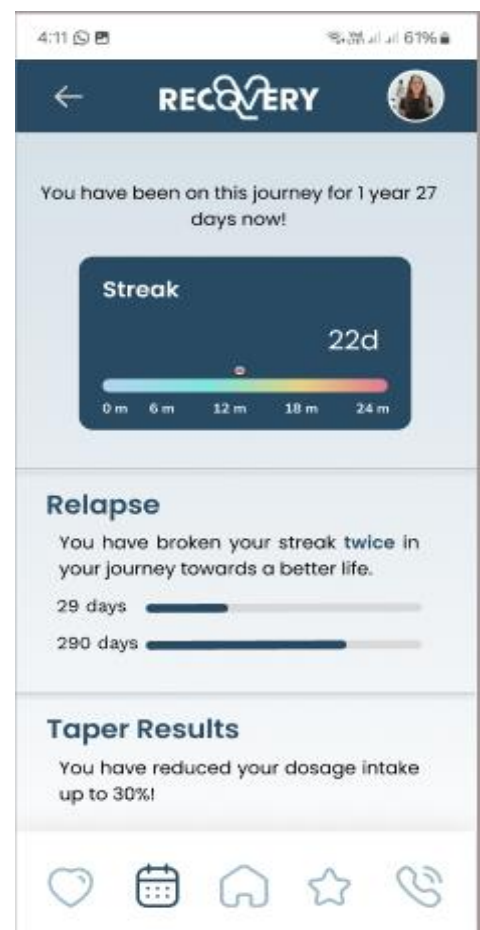 4:11 61%
RECOVERY
You have been on this journey for 1 year 27
days now!
Streak
22d
0 m 6 m 12 m 18 m 24 m
Relapse
You have broken your streak twice in
your journey towards a better life.
29 days
290 days
Taper Results
You have reduced your dosage intake
up to 30%!